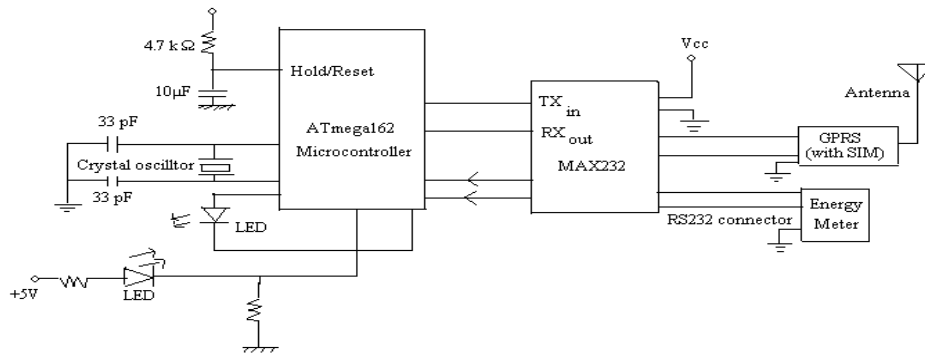 4.7 k Ω
Hold/Reset
10µF
33 pF
Crystal oscilltor
33 pF
ATmega162
Microcontroller
LED
+5V
LED
TX in
RX out
MAX232
Vcc
Antenna
GPRS
(with SIM)
RS232 connector
Energy
Meter